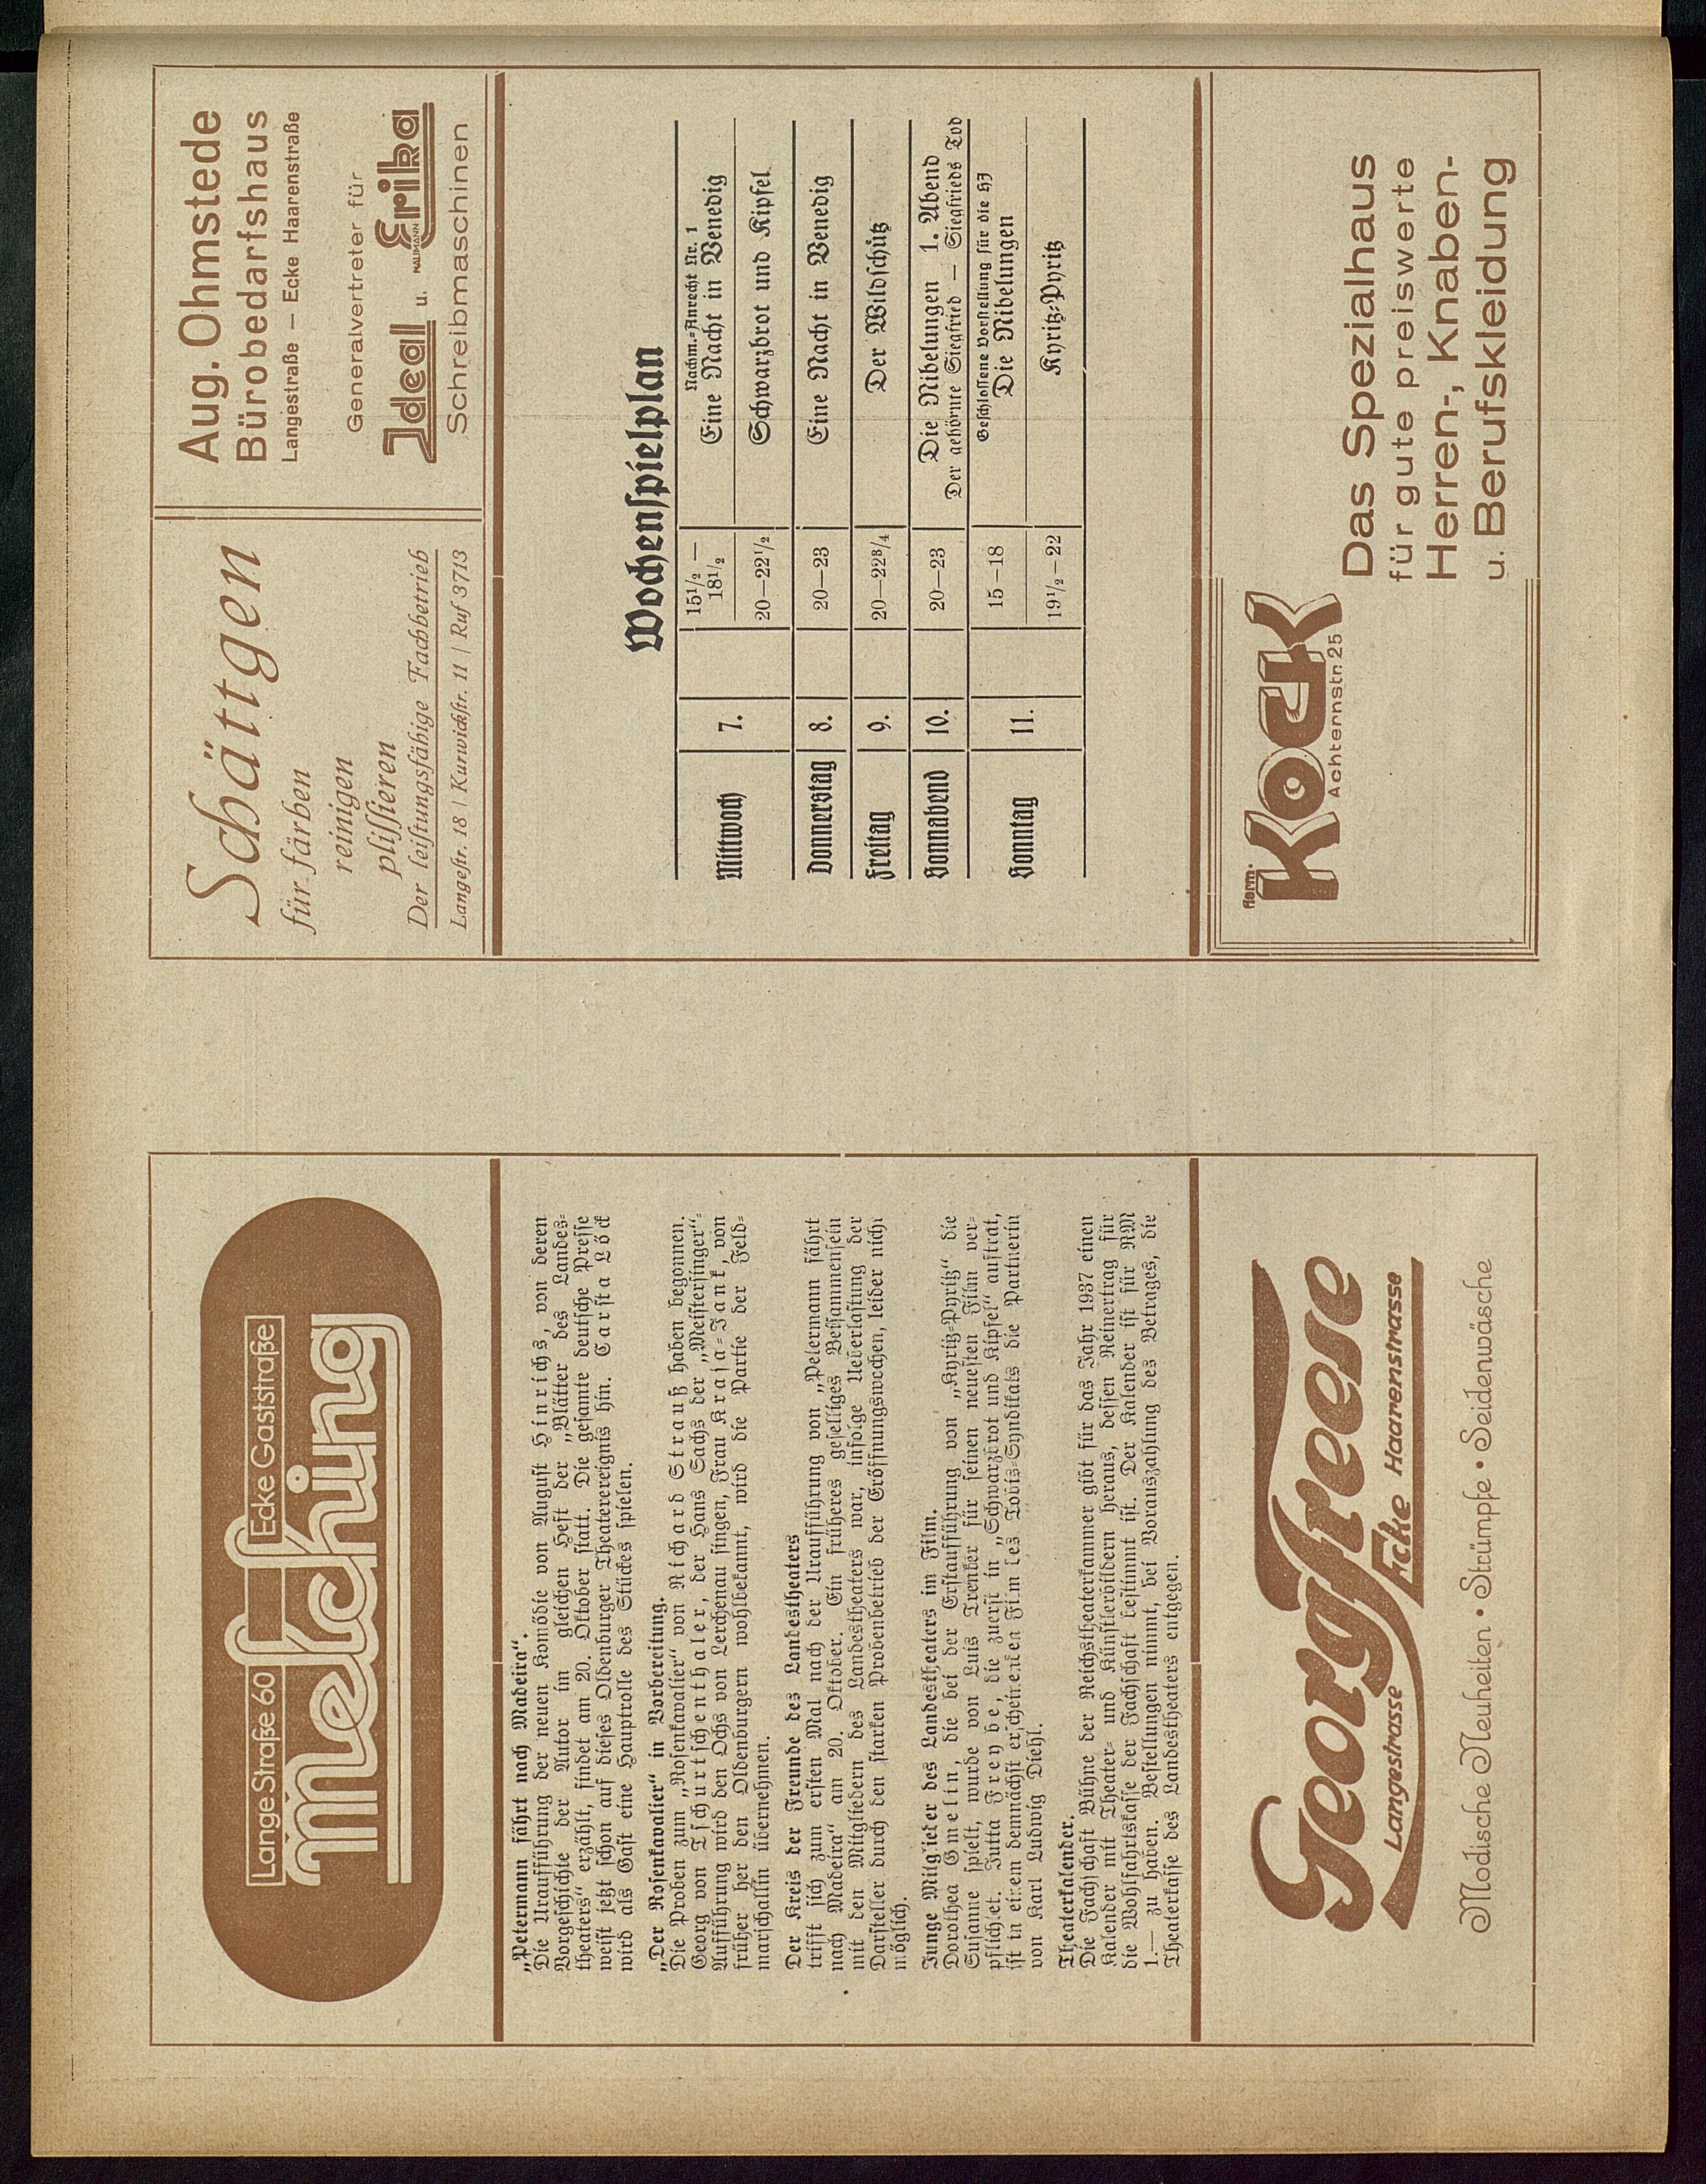 Lange Straße 60 Ecke Gaststraße
Melching
„Petermann fährt nach Madeira“.
Die Uraufführung der neuen Komödie von August Hinrichs, von deren
Vorgeschichte der Autor im gleichen Heft der „Blätter des Landes-
theaters“ erzählt, findet am 20. Oktober statt. Die gesamte deutsche Presse
weist jetzt schon auf dieses Oldenburger Theaterereignis hin. Carsta Löck
wird als Gast eine Hauptrolle des Stückes spielen.
„Der Rosenkavalier“ in Vorbereitung.
Die Proben zum „Rosenkavalier“ von Richard Strauß haben begonnen.
Georg von Tschurtschenthaler, der Hans Sachs der „Meistersinger“-
Aufführung wird den Ochs von Lerchenau singen, Frau Krasa-Jank, von
früher her den Oldenburgern wohlbekannt, wird die Partie der Feld-
marschallin übernehmen.
Der Kreis der Freunde des Landestheaters
trifft sich zum ersten Mal nach der Uraufführung von „Petermann fährt
nach Madeira“ am 20. Oktober. Ein früheres geselliges Beisammensein
mit den Mitgliedern des Landestheaters war, infolge Ueberlastung der
Darsteller durch den starken Probenbetrieb der Eröffnungswochen, leider nicht
möglich.
Junge Mitglieder des Landestheaters im Film.
Dorothea Gmelin, die bei der Erstaufführung von „Kyritz-Pyritz“ die
Susanne spielt, wurde von Luis Trenker für seinen neuesten Film ver-
pflichtet. Jutta Freybe, die zuerst in „Schwarzbrot und Kipfel“ auftrat,
ist in einem demnächst erscheinenden Film des Tobis-Syndikats die Partnerin
von Karl Ludwig Diehl.
Theaterkalender.
Die Fachschaft Bühne der Reichstheaterkammer gibt für das Jahr 1937 einen
Kalender mit Theater- und Künstlerbildern heraus, dessen Reinertrag für
die Wohlfahrtskasse der Fachschaft bestimmt ist. Der Kalender ist für RM
1.— zu haben. Bestellungen nimmt, bei Vorauszahlung des Betrages, die
Theaterkasse des Landestheaters entgegen.
Georg Freese
Langestrasse Ecke Haarenstrasse
Modische Neuheiten • Strümpfe • Seidenwäsche
Schättgen
für färben
reinigen
plissieren
Der leistungsfähige Fachbetrieb
Langestr. 18 | Kurwickstr. 11 | Ruf 3713
Aug. Ohmstede
Bürobedarfshaus
Langestraße – Ecke Haarenstraße
Generalvertreter für
Ideal u. NAUMANN Erika
Schreibmaschinen
Wochenspielplan
Mittwoch 7. 15½— 18½ Nachm.-Anrecht Nr. 1
Eine Nacht in Venedig
20—22½ Schwarzbrot und Kipfel
Donnerstag 8. 20—23 Eine Nacht in Venedig
Freitag 9. 20—22¾ Der Wildschütz
Sonnabend 10. 20—23 Die Nibelungen 1. Abend
Der gehörnte Siegfried — Siegfrieds Tod
Sonntag 11. 15—18 Geschlossene Vorstellung für die HJ
Die Nibelungen
19½—22 Kyritz-Pyritz
Herm.
Kock
Achternstr. 25
Das Spezialhaus
für gute preiswerte
Herren-, Knaben-
u. Berufskleidung